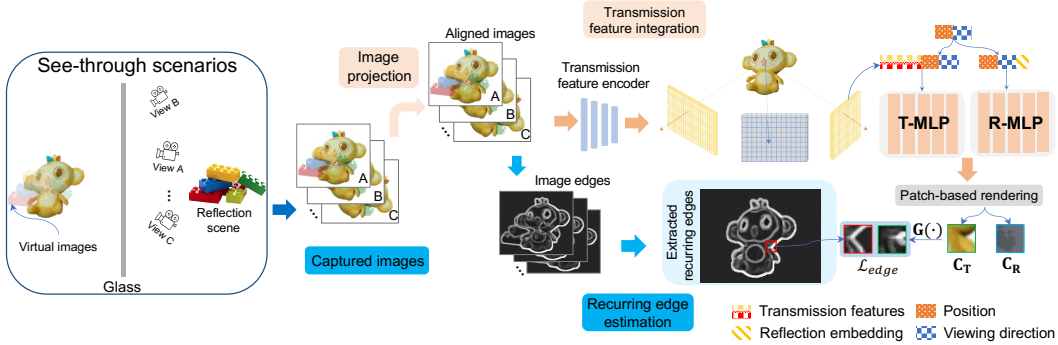 See-through scenarios
View B
View A
View C
Reflection
scene
Virtual images
Glass
A
B
C
Captured images
Image
projection
Aligned images
A
B
C
Transmission
feature encoder
Transmission
feature integration
T-MLP
R-MLP
Image edges
Recurring edge
estimation
Extracted
recurring edges
Patch-based rendering
G(·)
ℒedge
C_T
C_R
Transmission features
Position
Reflection embedding
Viewing direction